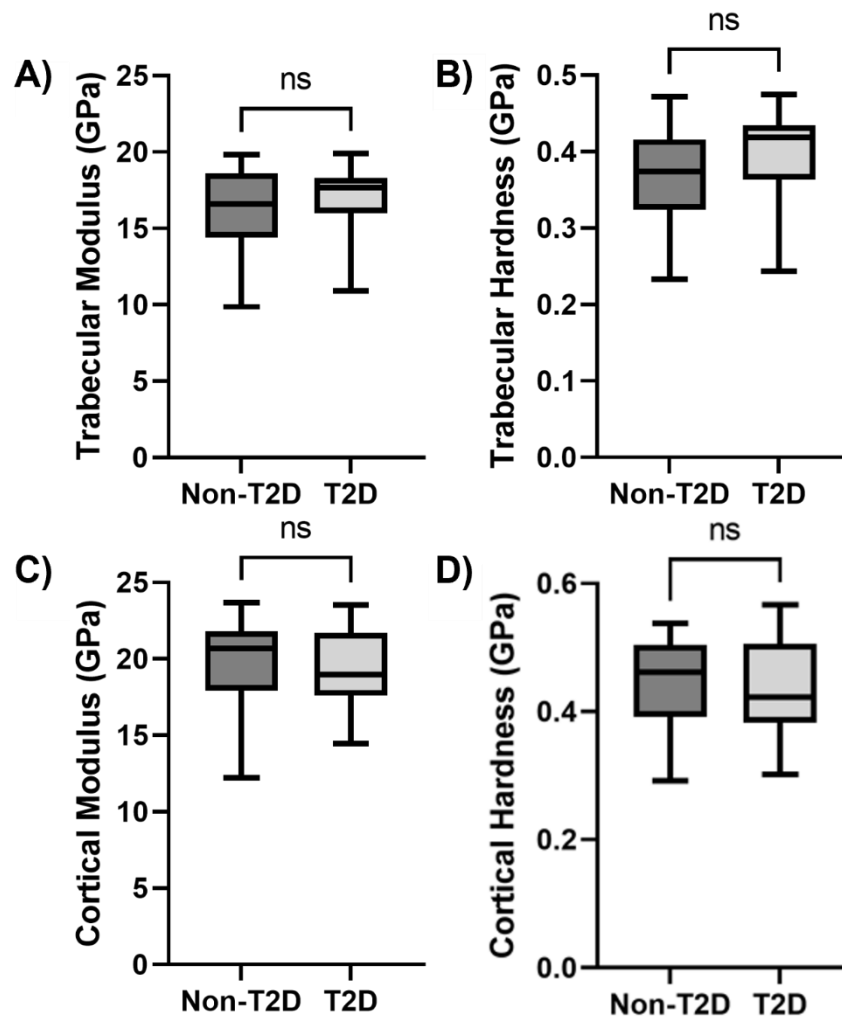 A)
Trabecular Modulus (GPa)
25
20
15
10
5
0
ns
Non-T2D T2D
B)
Trabecular Hardness (GPa)
0.5
0.4
0.3
0.2
0.1
0.0
ns
Non-T2D T2D
C)
Cortical Modulus (GPa)
25
20
15
10
5
0
ns
Non-T2D T2D
D)
Cortical Hardness (GPa)
0.6
0.4
0.2
0.0
ns
Non-T2D T2D